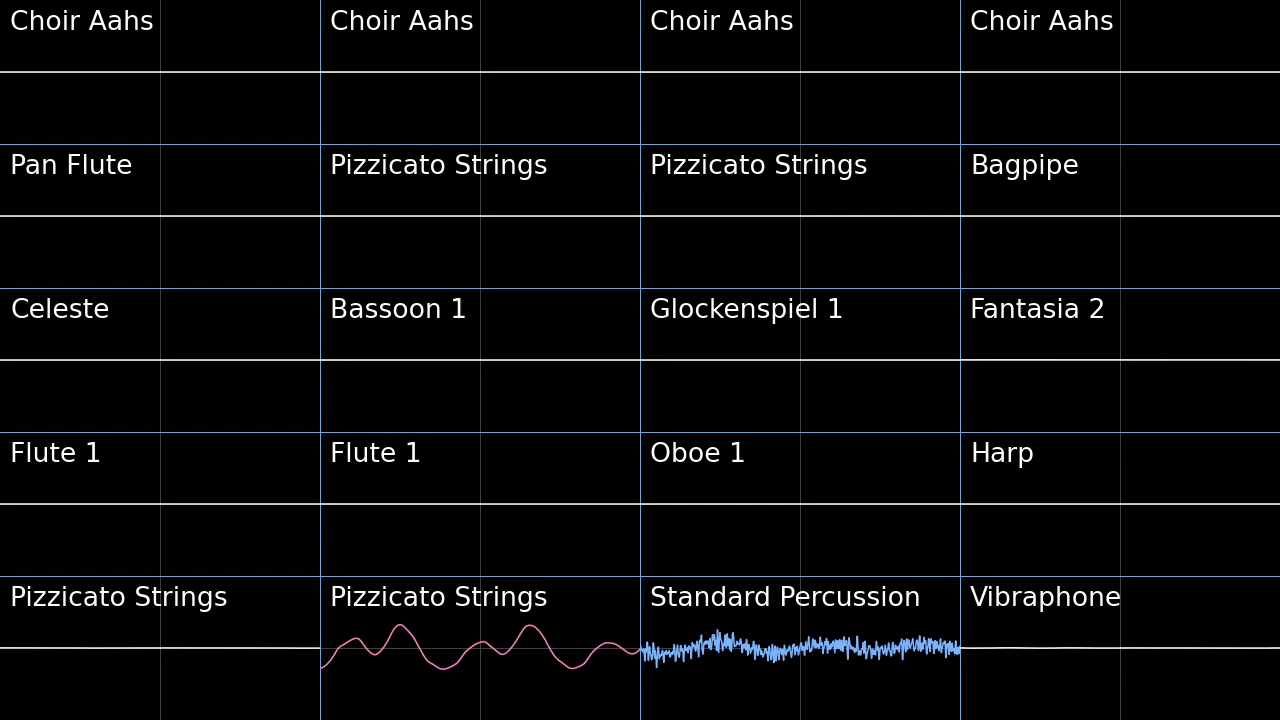 Choir Aahs
Choir Aahs
Choir Aahs
Choir Aahs
Pan Flute
Pizzicato Strings
Pizzicato Strings
Bagpipe
Celeste
Bassoon 1
Glockenspiel 1
Fantasia 2
Flute 1
Flute 1
Oboe 1
Harp
Pizzicato Strings
Pizzicato Strings
Standard Percussion
Vibraphone